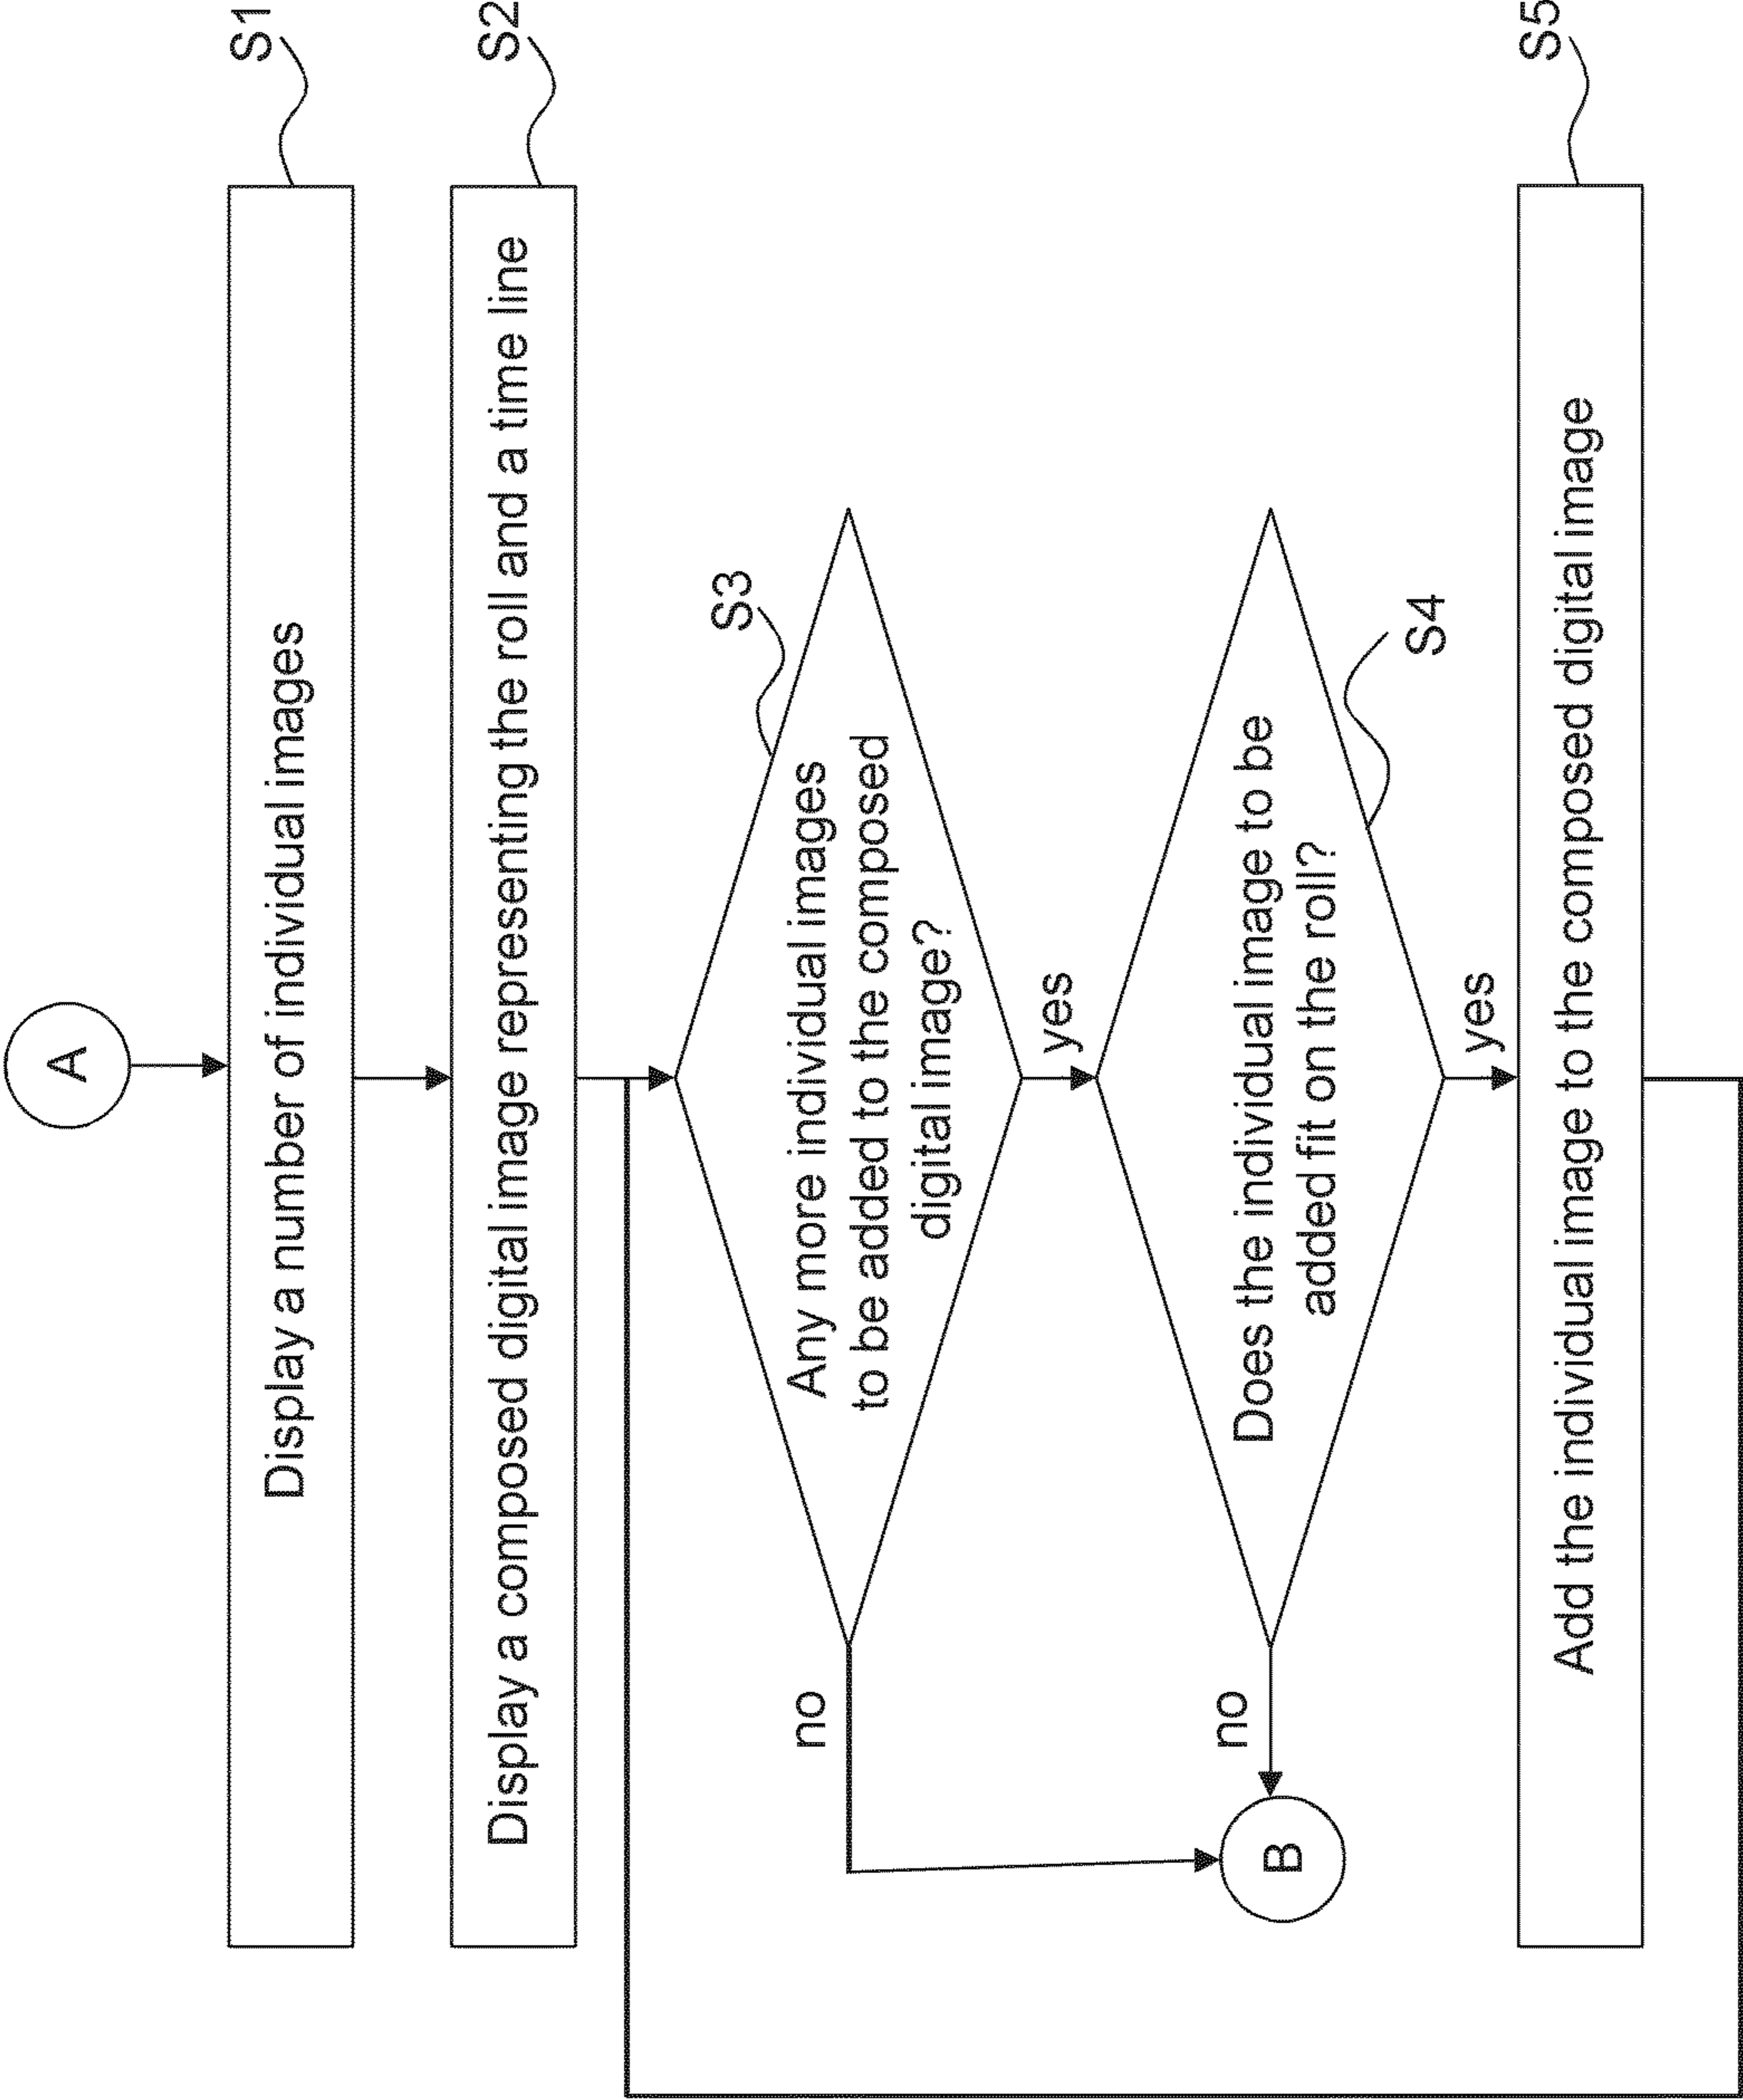 A
S1
Display a number of individual images
S2
Display a composed digital image representing the roll and a time line
S3
Any more individual images
to be added to the composed
digital image?
no
yes
S4
Does the individual image to be
added fit on the roll?
no
B
yes
S5
Add the individual image to the composed digital image